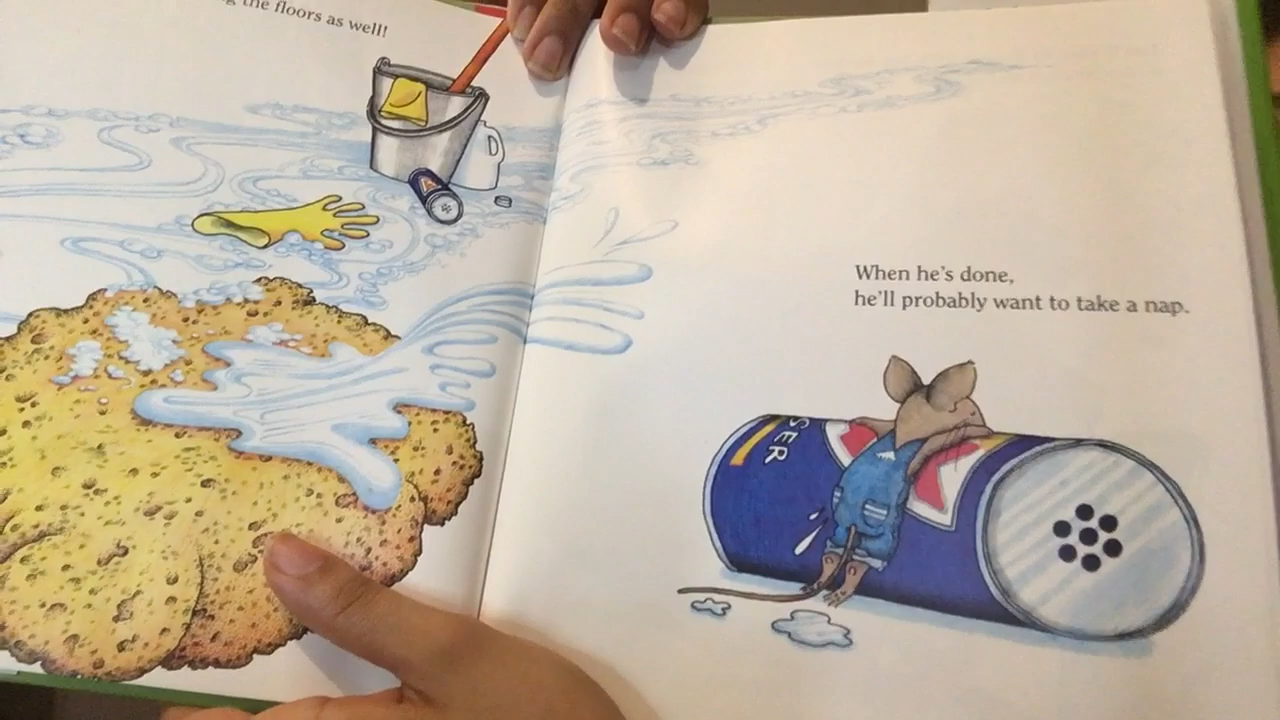 the floors as well!
When he's done,
he'll probably want to take a nap.
SER